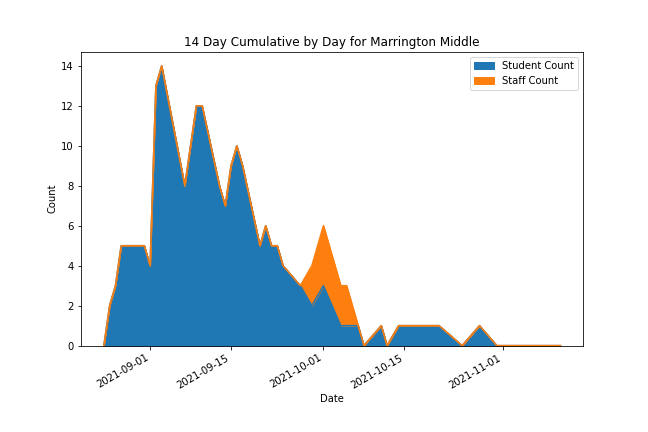 14 Day Cumulative by Day for Marrington Middle
Student Count
Staff Count
14
12
10
8
6
4
2
0
Count
2021-09-01
2021-09-15
2021-10-01
2021-10-15
2021-11-01
Date